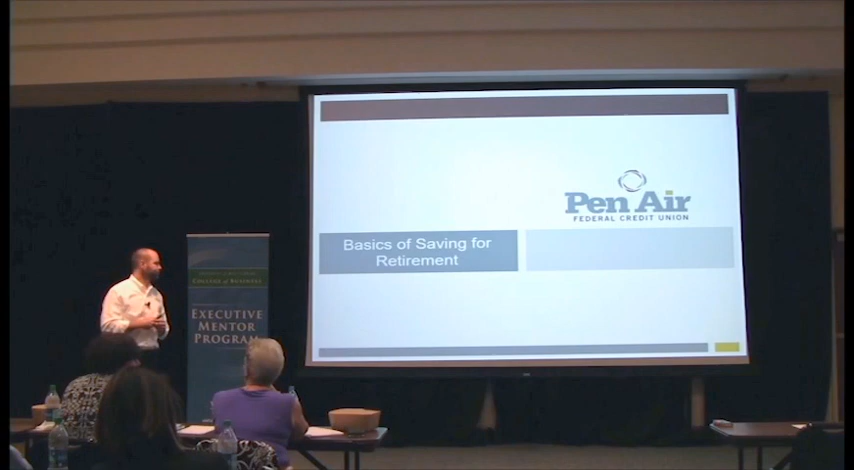 Pen Air
FEDERAL CREDIT UNION
Basics of Saving for
Retirement
COLLEGE of BUSINESS
EXECUTIVE
MENTOR
PROGRAM